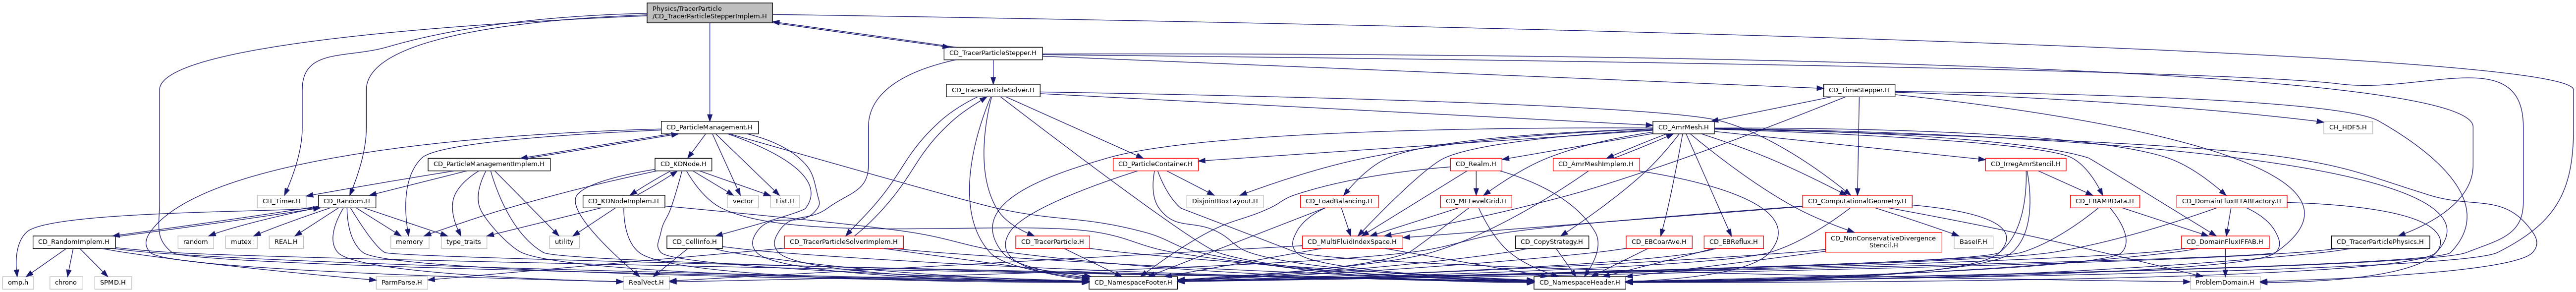 Physics/TracerParticle
/CD_TracerParticleStepperImplem.H
CD_TracerParticleStepper.H
CD_TracerParticleSolver.H
CD_TimeStepper.H
CD_ParticleManagement.H
CD_AmrMesh.H
CH_HDF5.H
CD_ParticleManagementImplem.H
CD_KDNode.H
CD_ParticleContainer.H
CD_Realm.H
CD_AmrMeshImplem.H
CD_IrregAmrStencil.H
CH_Timer.H
CD_Random.H
CD_KDNodeImplem.H
vector
List.H
DisjointBoxLayout.H
CD_LoadBalancing.H
CD_MFLevelGrid.H
CD_ComputationalGeometry.H
CD_EBAMRData.H
CD_DomainFluxIFFABFactory.H
CD_RandomImplem.H
random
mutex
REAL.H
memory
type_traits
utility
CD_CellInfo.H
CD_TracerParticleSolverImplem.H
CD_TracerParticle.H
CD_MultiFluidIndexSpace.H
CD_CopyStrategy.H
CD_EBCoarAve.H
CD_EBReflux.H
CD_NonConservativeDivergence
Stencil.H
BaseIF.H
CD_DomainFluxIFFAB.H
CD_TracerParticlePhysics.H
omp.h
chrono
SPMD.H
ParmParse.H
RealVect.H
CD_NamespaceFooter.H
CD_NamespaceHeader.H
ProblemDomain.H